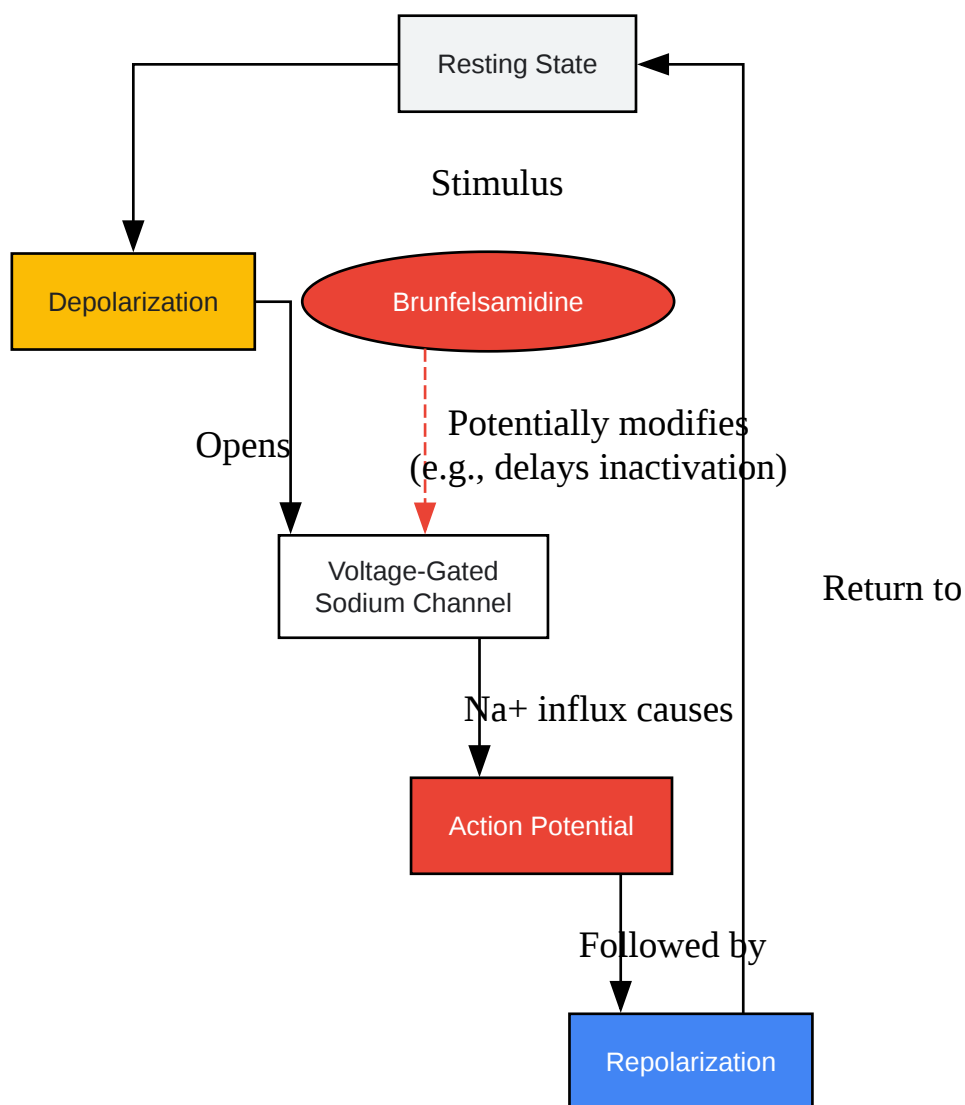 Resting State
Stimulus
Depolarization
Brunfelsamidine
Opens
Potentially modifies
(e.g., delays inactivation)
Voltage-Gated
Sodium Channel
Return to
Na+ influx causes
Action Potential
Followed by
Repolarization